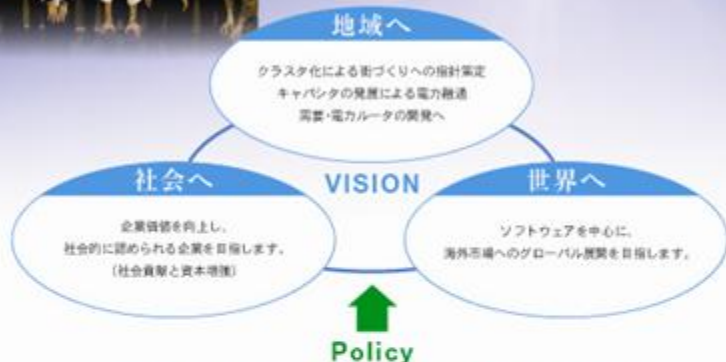 地域へ
クラスタ化による街づくりへの指針策定
キャパシタの発展による電力融通
需要・電力ルータの開発へ
社会へ
VISION
世界へ
企業価値を向上し、
社会的に認められる企業を目指します。
(社会貢献と資本増強)
ソフトウェアを中心に、
海外市場へのグローバル展開を目指します。
Policy